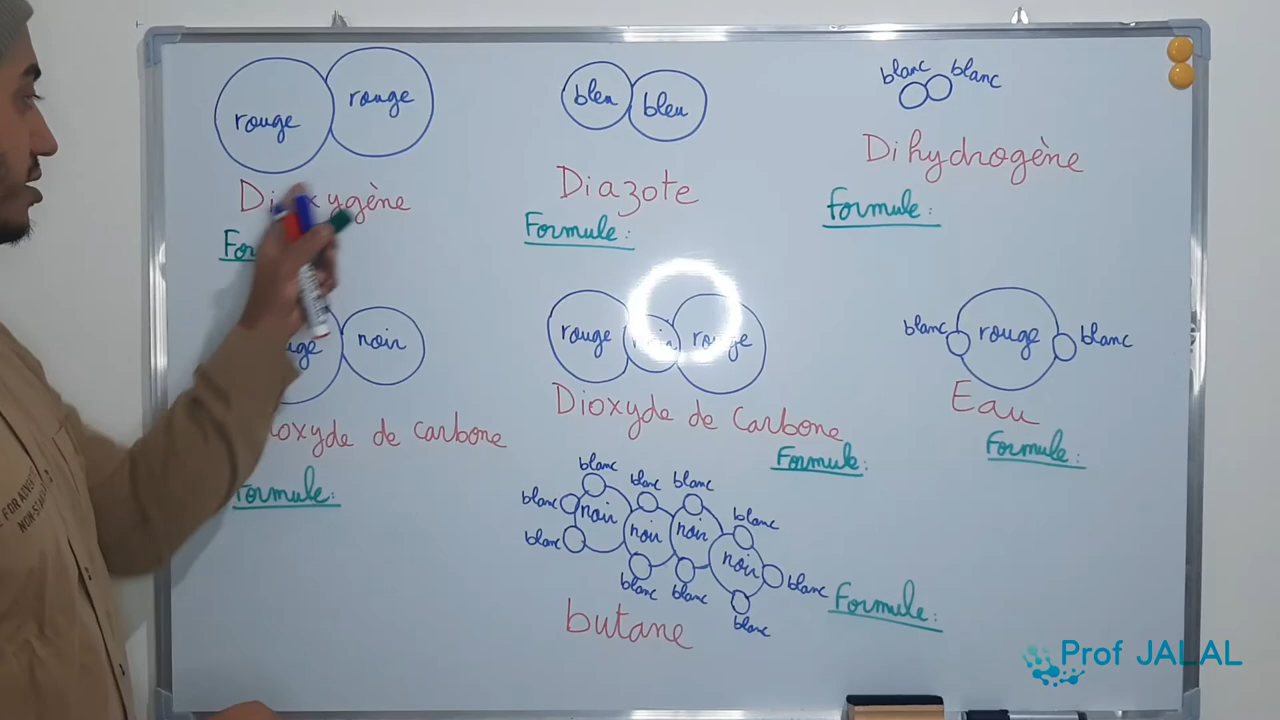 rouge rouge
Dioxygène
bleu bleu
Diazote
Formule:
blanc blanc
Dihydrogène
Formule:
noir
oxyde de carbone
Formule:
rouge noir rouge
Dioxyde de Carbone
Formule:
blanc rouge blanc
Eau
Formule:
blanc blanc blanc
blanc noir
blanc noir noir blanc
noir blanc
blanc blanc
blanc
butane
Formule:
Prof JALAL